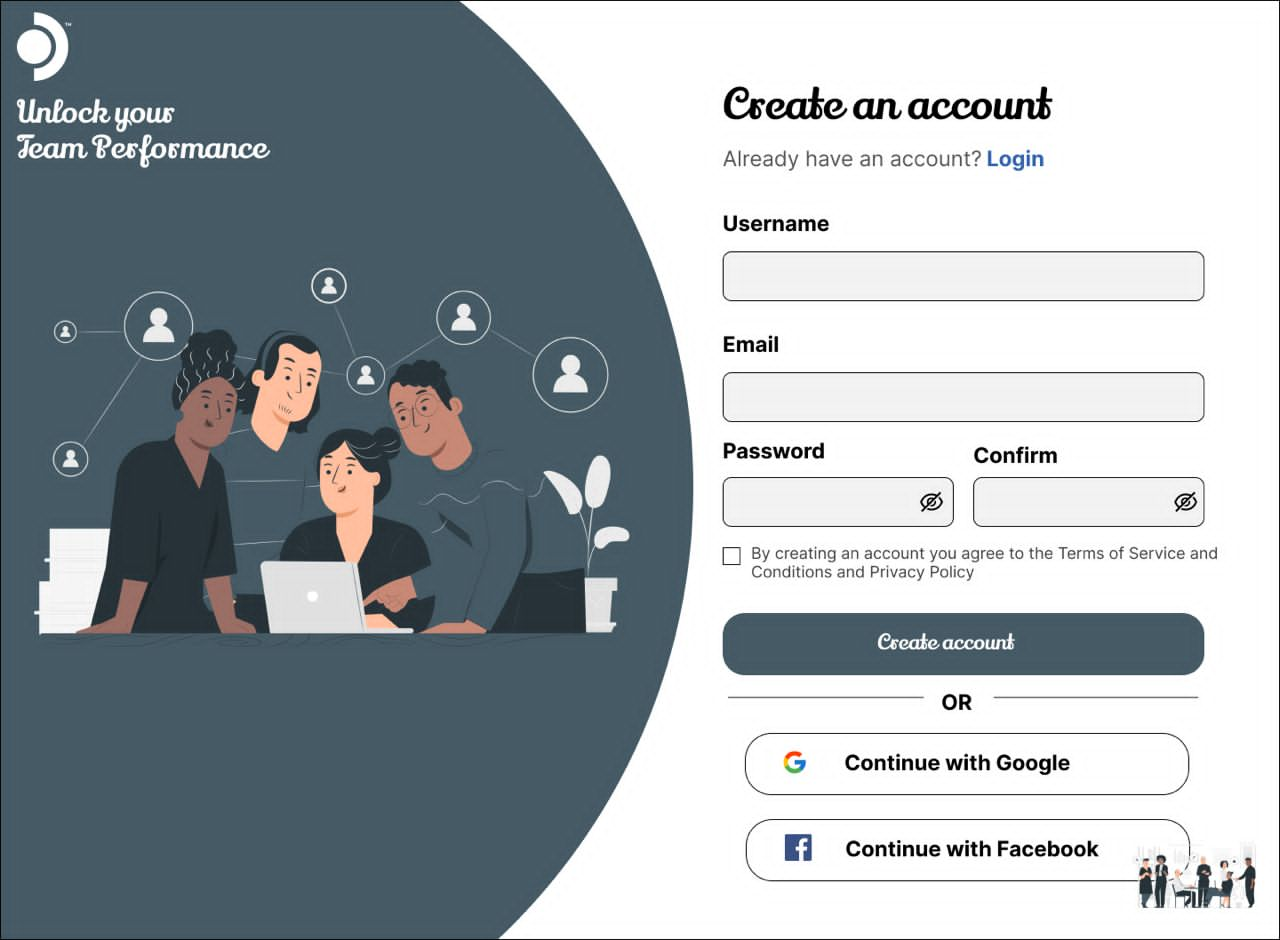 ™
Unlock your
Team Performance
Create an account
Already have an account? Login
Username
Email
Password
Confirm
By creating an account you agree to the Terms of Service and
Conditions and Privacy Policy
Create account
OR
Continue with Google
Continue with Facebook